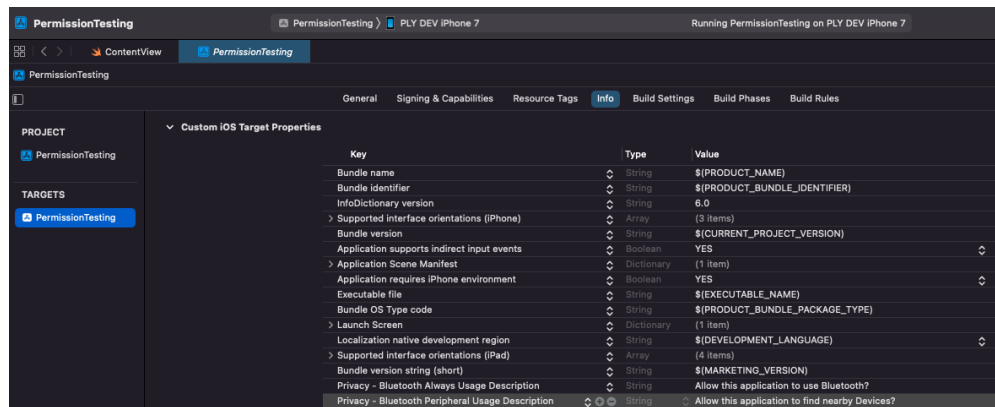 PermissionTesting
PermissionTesting 〉 PLY DEV iPhone 7
Running PermissionTesting on PLY DEV iPhone 7
ContentView
PermissionTesting
PermissionTesting
General Signing & Capabilities Resource Tags Info Build Settings Build Phases Build Rules
PROJECT
PermissionTesting
TARGETS
PermissionTesting
Custom iOS Target Properties
Key Type Value
Bundle name String $(PRODUCT_NAME)
Bundle identifier String $(PRODUCT_BUNDLE_IDENTIFIER)
InfoDictionary version String 6.0
Supported interface orientations (iPhone) Array (3 items)
Bundle version String $(CURRENT_PROJECT_VERSION)
Application supports indirect input events Boolean YES
Application Scene Manifest Dictionary (1 item)
Application requires iPhone environment Boolean YES
Executable file String $(EXECUTABLE_NAME)
Bundle OS Type code String $(PRODUCT_BUNDLE_PACKAGE_TYPE)
Launch Screen Dictionary (1 item)
Localization native development region String $(DEVELOPMENT_LANGUAGE)
Supported interface orientations (iPad) Array (4 items)
Bundle version string (short) String $(MARKETING_VERSION)
Privacy - Bluetooth Always Usage Description String Allow this application to use Bluetooth?
Privacy - Bluetooth Peripheral Usage Description String Allow this application to find nearby Devices?